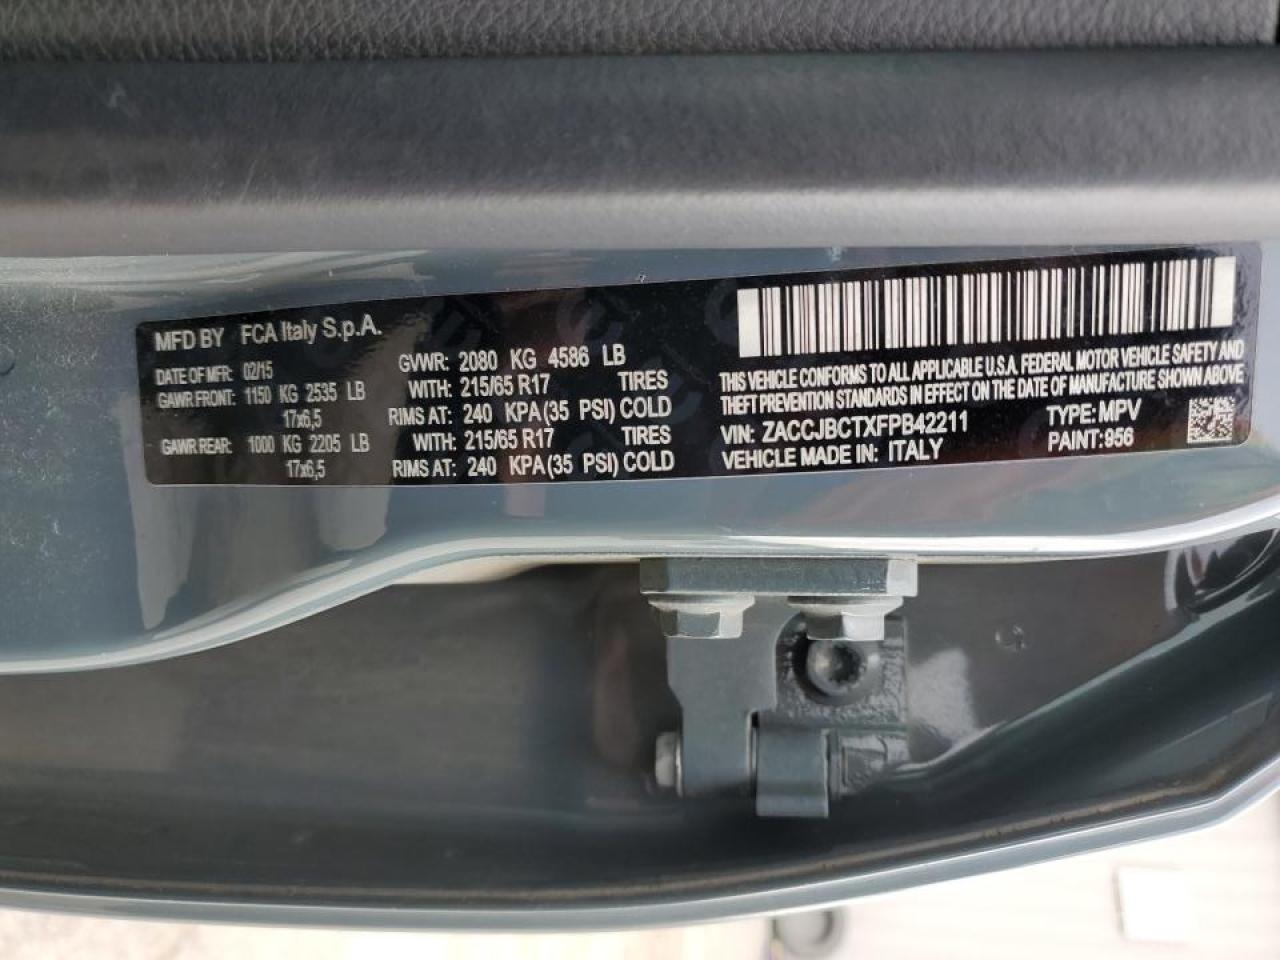 MFD BY FCA Italy S.p.A.
DATE OF MFR: 02/15
GVWR: 2080 KG 4586 LB
GAWR FRONT: 1150 KG 2535 LB WITH: 215/65 R17 TIRES
17x6,5 RIMS AT: 240 KPA (35 PSI) COLD
GAWR REAR: 1000 KG 2205 LB WITH: 215/65 R17 TIRES
17x6,5 RIMS AT: 240 KPA (35 PSI) COLD
THIS VEHICLE CONFORMS TO ALL APPLICABLE U.S.A. FEDERAL MOTOR VEHICLE SAFETY AND
THEFT PREVENTION STANDARDS IN EFFECT ON THE DATE OF MANUFACTURE SHOWN ABOVE
VIN: ZACCJBCTXFPB42211 TYPE: MPV
VEHICLE MADE IN: ITALY PAINT: 956